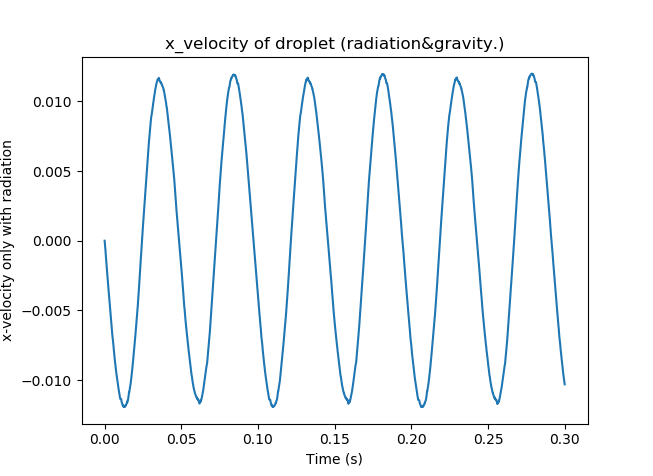 x_velocity of droplet (radiation&gravity.)
x-velocity only with radiation
0.010
0.005
0.000
−0.005
−0.010
0.00 0.05 0.10 0.15 0.20 0.25 0.30
Time (s)